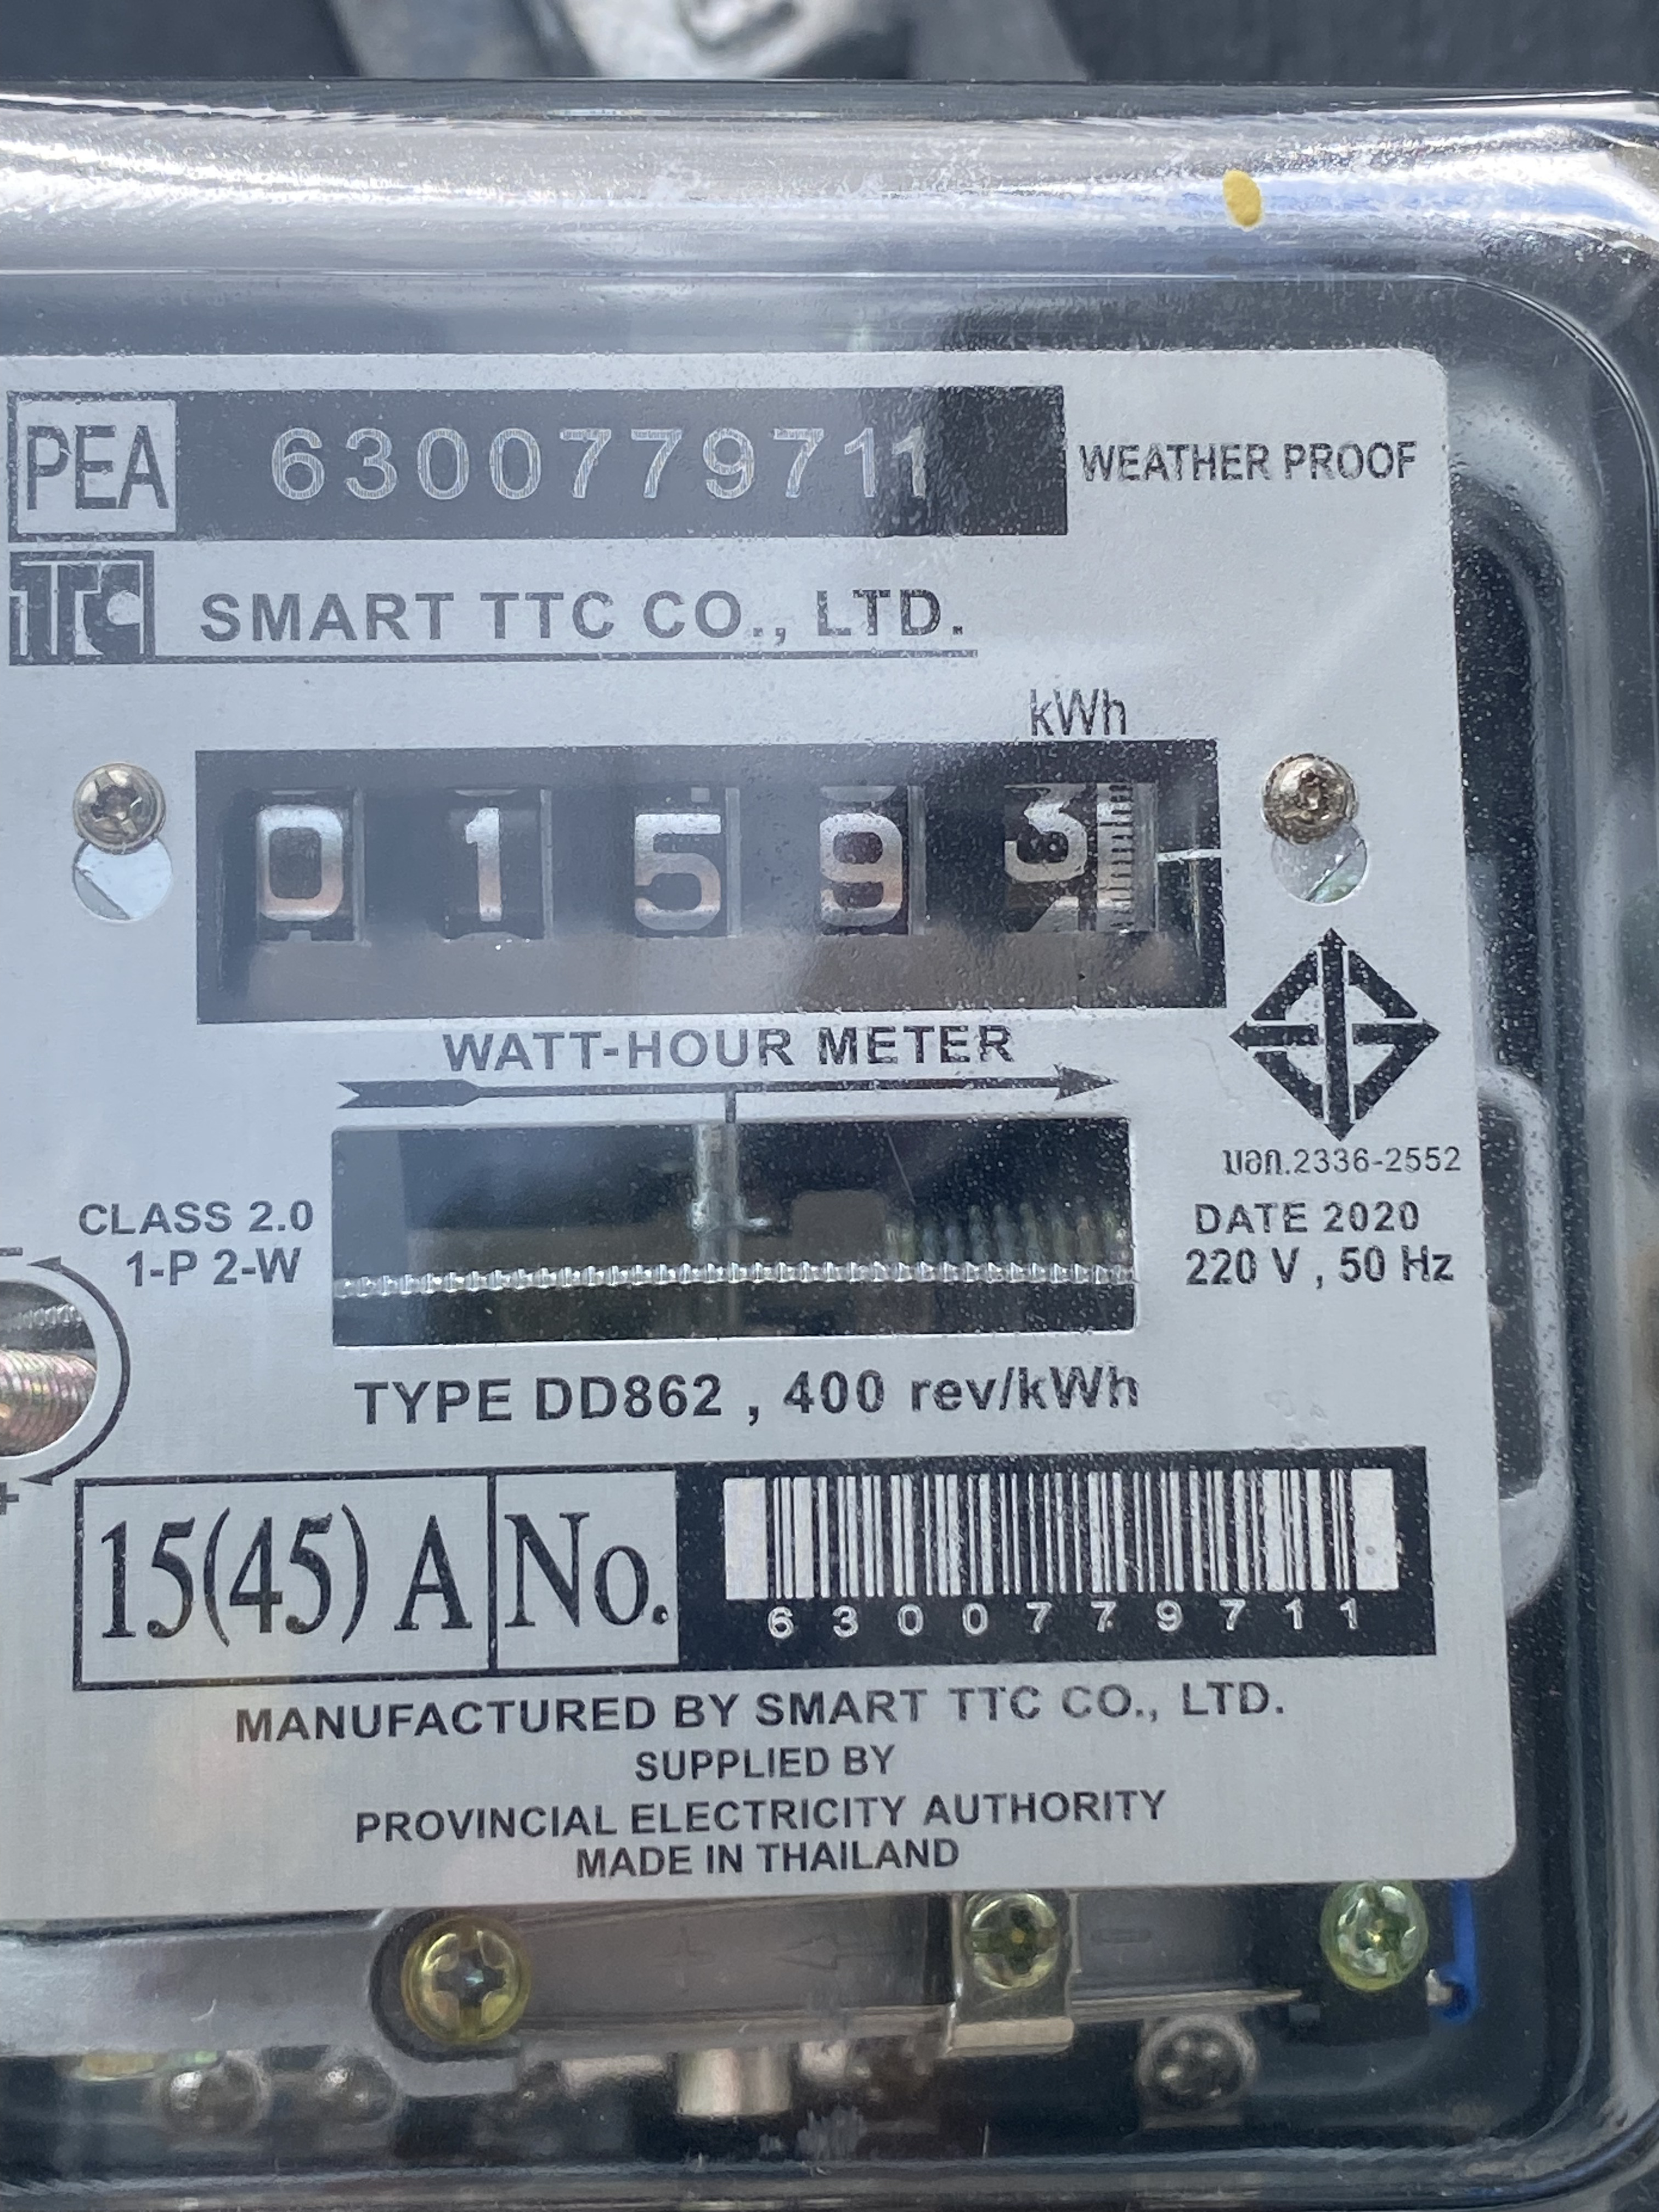 PEA 6300779711 WEATHER PROOF
TTC SMART TTC CO., LTD.
kWh
0 1 5 9 3
WATT-HOUR METER
มอก.2336-2552
CLASS 2.0
1-P 2-W
DATE 2020
220 V , 50 Hz
TYPE DD862 , 400 rev/kWh
+
15(45) A No. 6300779711
MANUFACTURED BY SMART TTC CO., LTD.
SUPPLIED BY
PROVINCIAL ELECTRICITY AUTHORITY
MADE IN THAILAND